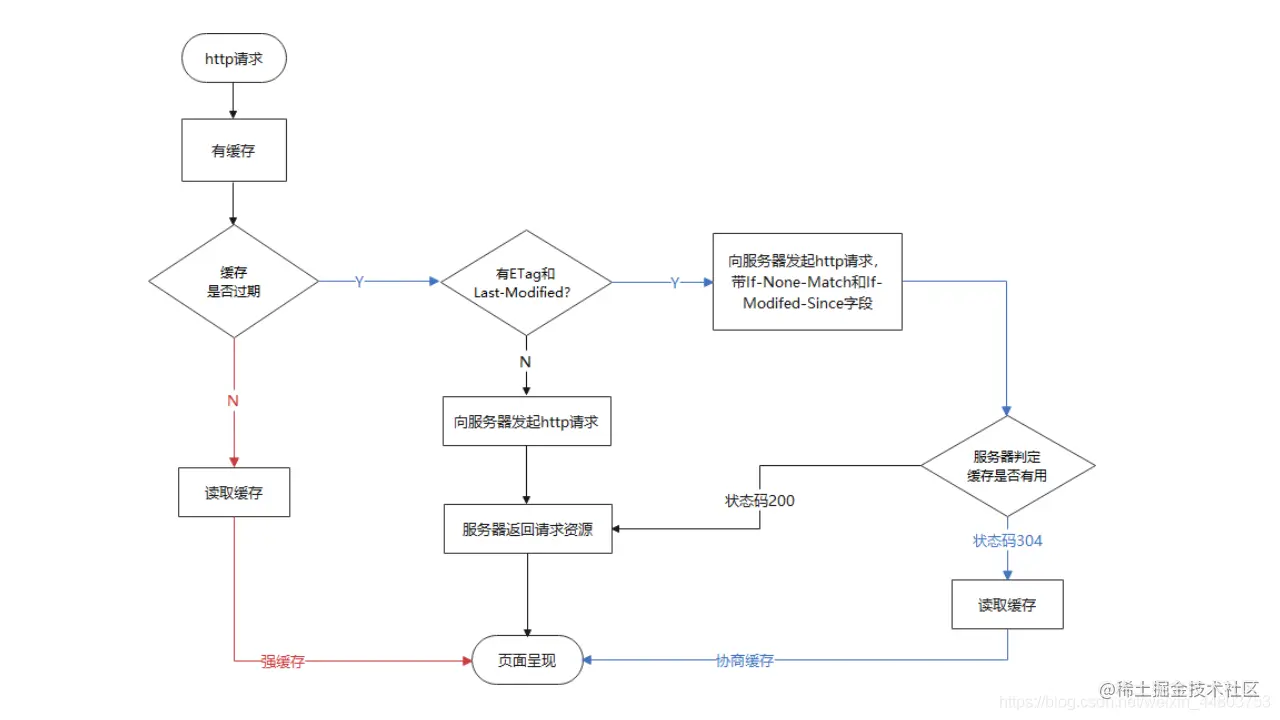 http请求
有缓存
缓存
是否过期
Y
有ETag和
Last-Modified?
Y
向服务器发起http请求,
带If-None-Match和If-
Modifed-Since字段
N
N
向服务器发起http请求
服务器判定
缓存是否有用
读取缓存
状态码200
服务器返回请求资源
状态码304
读取缓存
强缓存
页面呈现
协商缓存
@稀土掘金技术社区